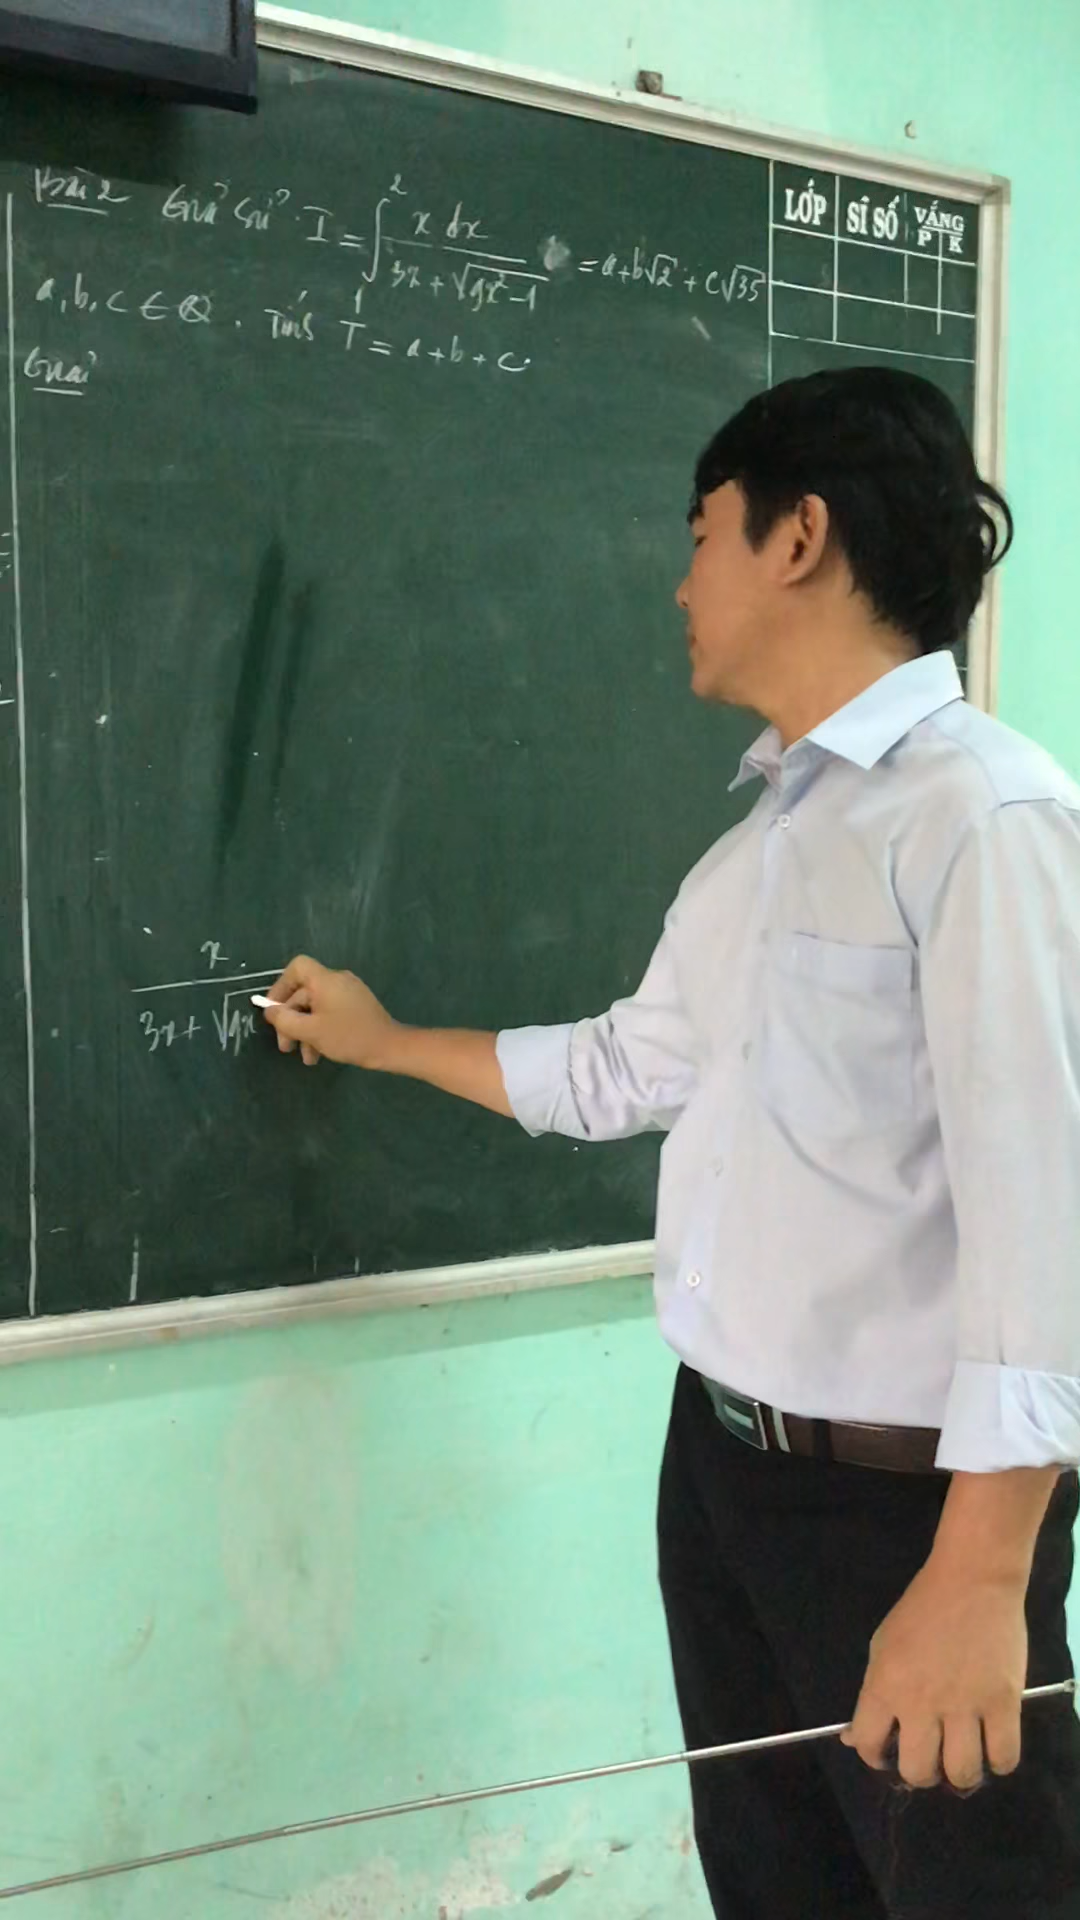 Bài 2 Giả sử I = ∫₁² x dx / (3x + √(9x² - 1)) = a + b√2 + c√35
a, b, c ∈ Q. Tính T = a + b + c.
Giải
x
3x + √9x
LỚP SĨ SỐ VẮNG
P K